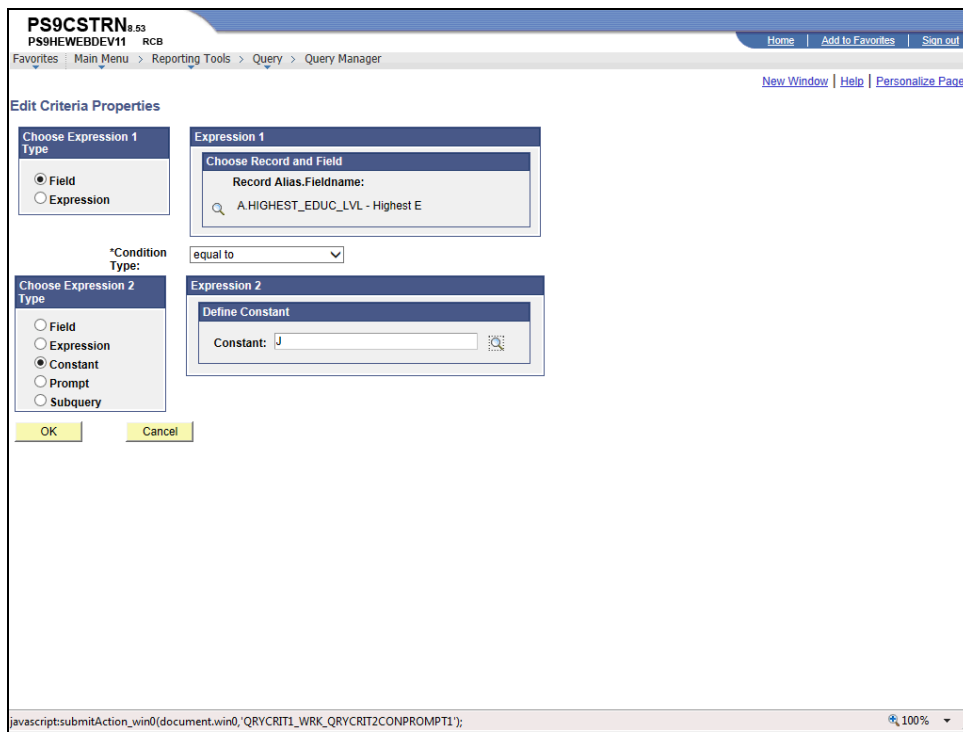 PS9CSTRN8.53
PS9HEWEBDEV11 RCB
Home | Add to Favorites | Sign out
Favorites Main Menu > Reporting Tools > Query > Query Manager
New Window | Help | Personalize Page
Edit Criteria Properties
Choose Expression 1 Type
Field
Expression
Expression 1
Choose Record and Field
Record Alias.Fieldname:
A.HIGHEST_EDUC_LVL - Highest E
*Condition Type:
equal to
Choose Expression 2 Type
Field
Expression
Constant
Prompt
Subquery
Expression 2
Define Constant
Constant: J
OK Cancel
javascript:submitAction_win0(document.win0,'QRYCRIT1_WRK_QRYCRIT2CONPROMPT1');
100%